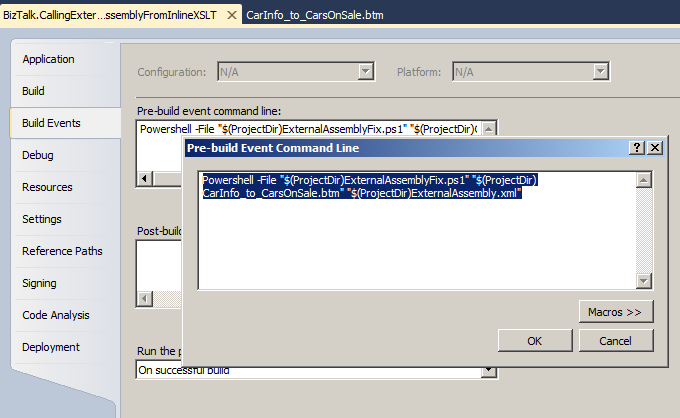 BizTalk.CallingExter...ssemblyFromInlineXSLT X CarInfo_to_CarsOnSale.btm
Application
Configuration: N/A Platform: N/A
Build
Pre-build event command line:
Build Events
Powershell -File "$(ProjectDir)ExternalAssemblyFix.ps1" "$(ProjectDir)C
Debug
Pre-build Event Command Line
Powershell -File "$(ProjectDir)ExternalAssemblyFix.ps1" "$(ProjectDir)
CarInfo_to_CarsOnSale.btm" "$(ProjectDir)ExternalAssembly.xml"
Resources
Settings
Post-build
Reference Paths
Signing
Macros >>
Code Analysis
OK Cancel
Deployment
Run the p
On successful build